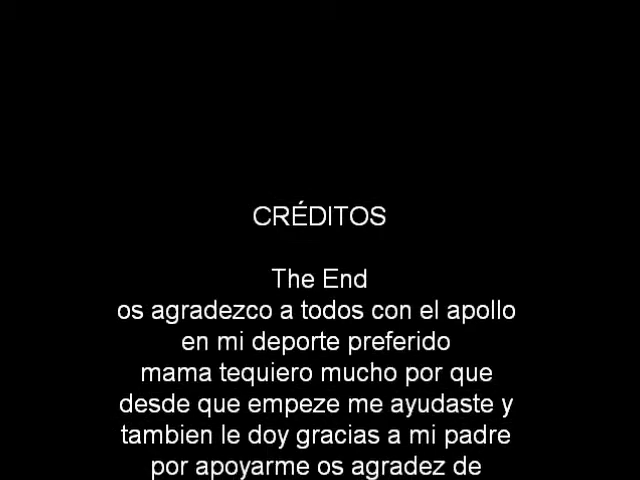 CRÉDITOS
The End
os agradezco a todos con el apollo
en mi deporte preferido
mama tequiero mucho por que
desde que empeze me ayudaste y
tambien le doy gracias a mi padre
por apoyarme os agradez de